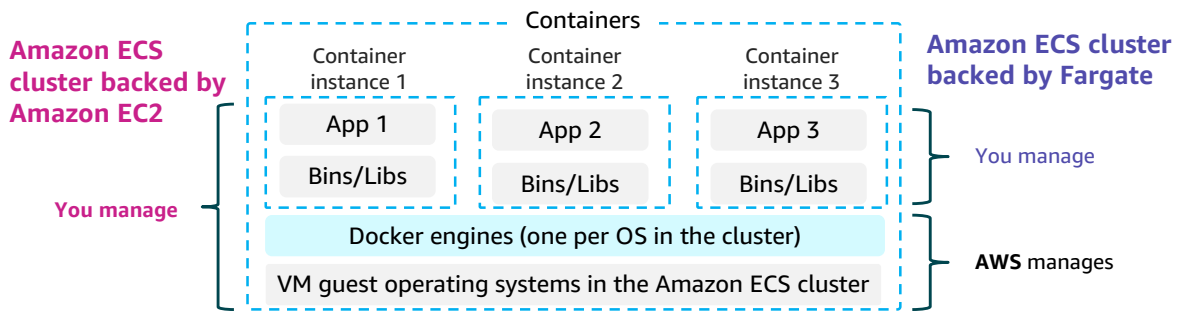 Containers
Amazon ECS
cluster backed by
Amazon EC2
Container
instance 1
Container
instance 2
Container
instance 3
Amazon ECS cluster
backed by Fargate
App 1
App 2
App 3
Bins/Libs
Bins/Libs
Bins/Libs
You manage
You manage
Docker engines (one per OS in the cluster)
VM guest operating systems in the Amazon ECS cluster
AWS manages